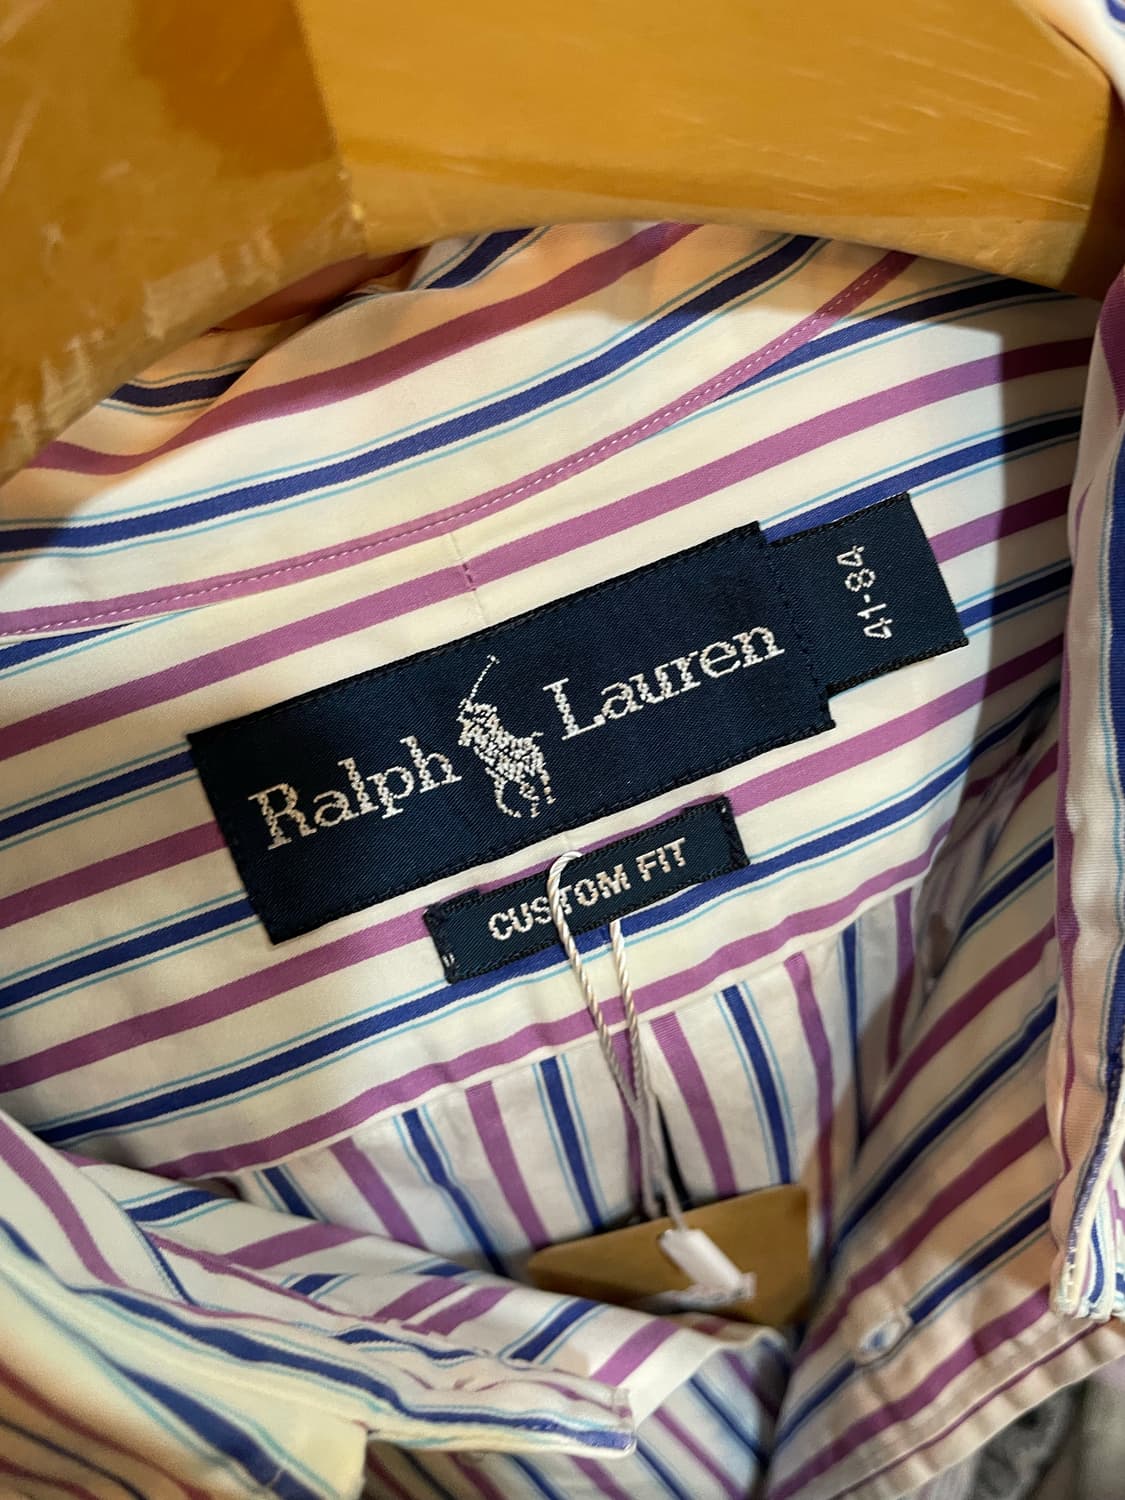 Ralph Lauren
41-84
CUSTOM FIT